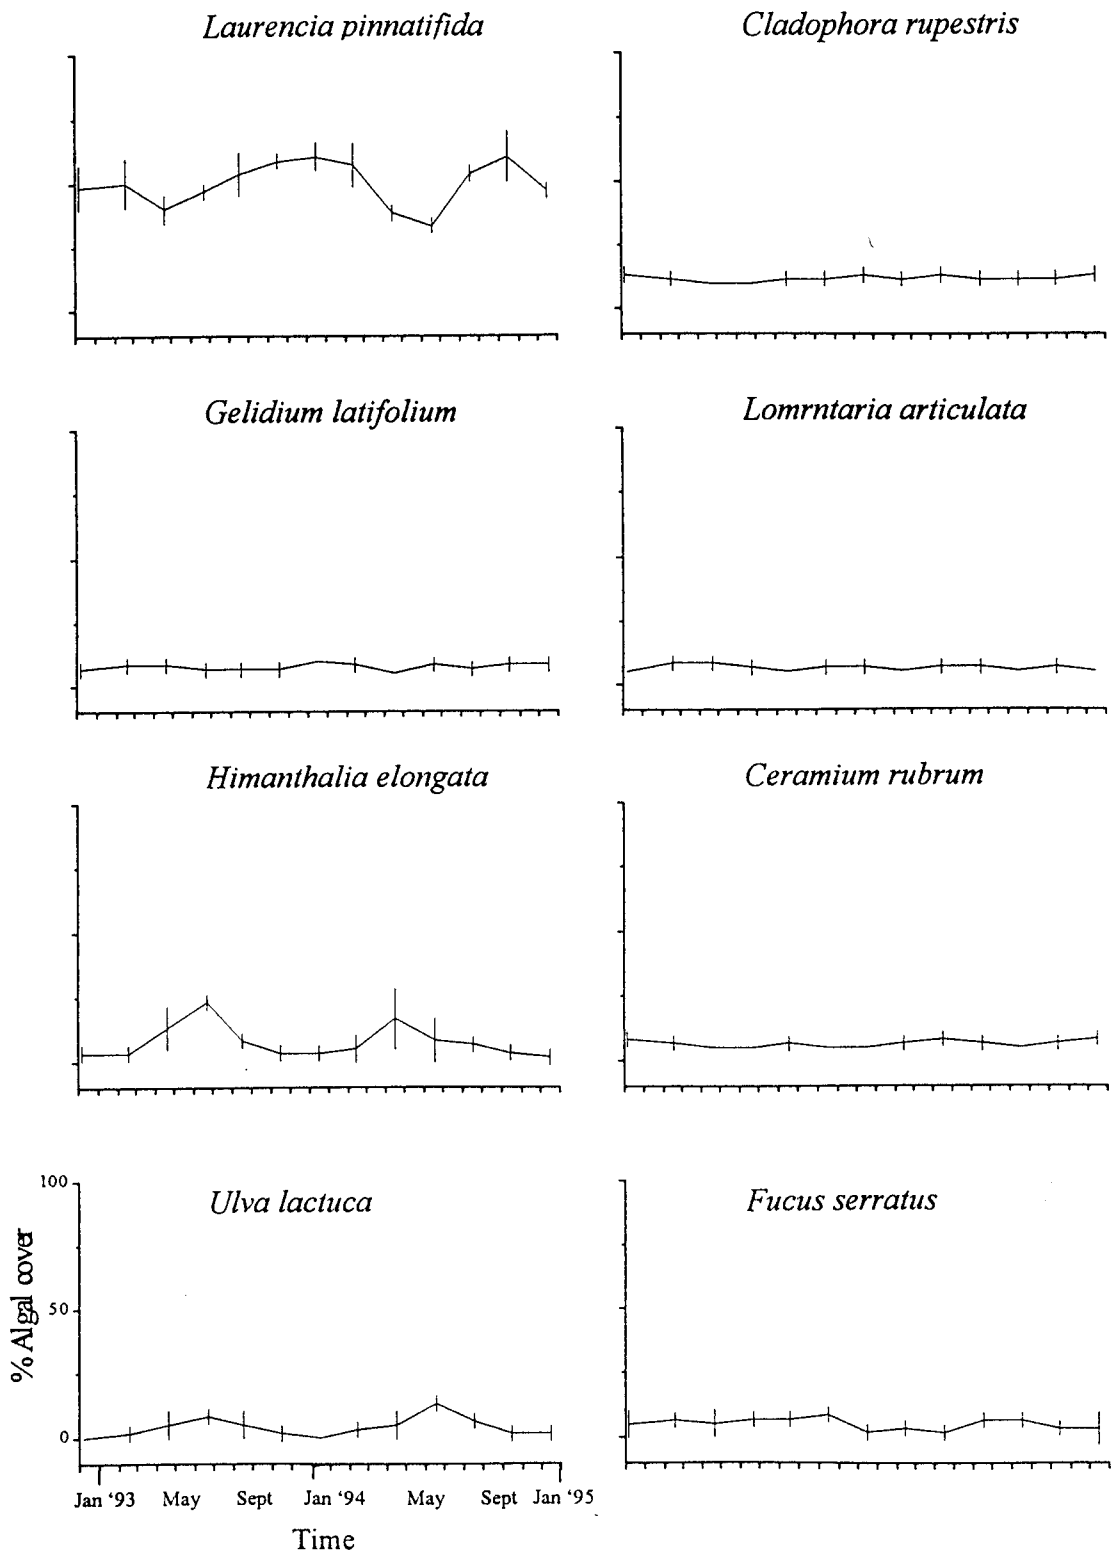 Laurencia pinnatifida
Cladophora rupestris
Gelidium latifolium
Lomrntaria articulata
Himanthalia elongata
Ceramium rubrum
Ulva lactuca
Fucus serratus
100
50
0
% Algal cover
Jan ‘93 May Sept Jan ‘94 May Sept Jan ‘95
Time